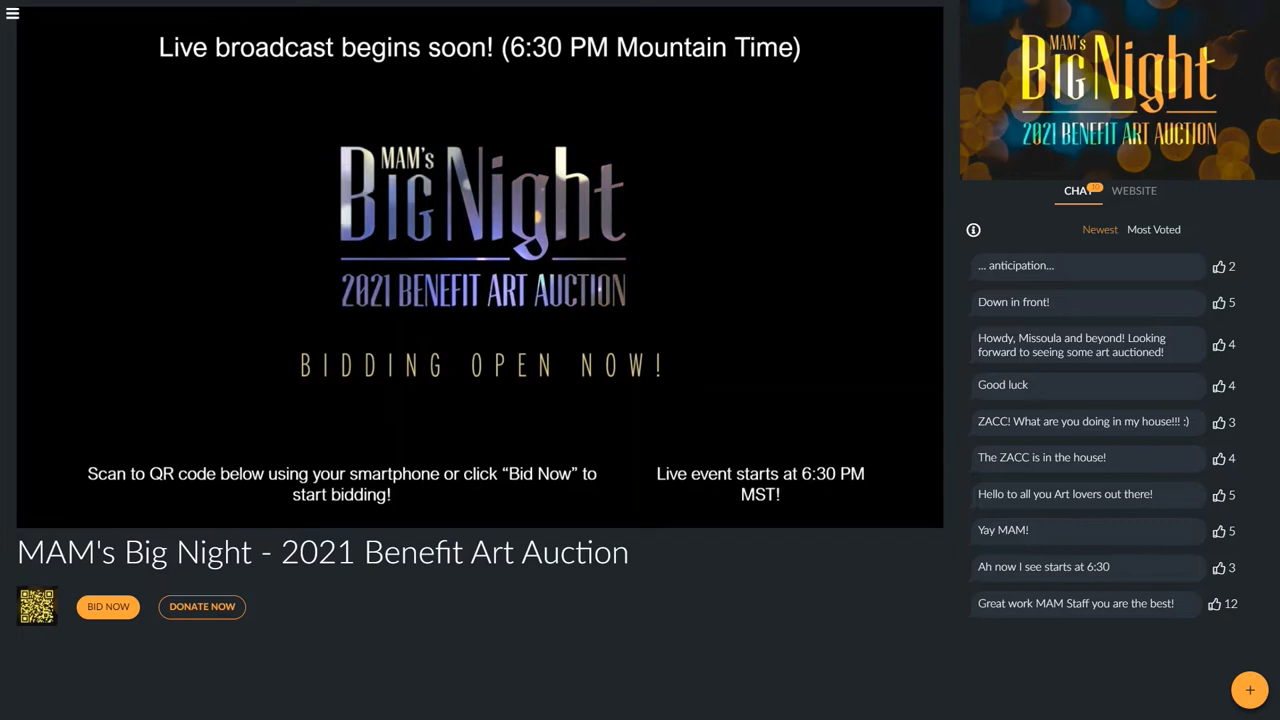 Live broadcast begins soon! (6:30 PM Mountain Time)
MAM's
BIG Night
2021 BENEFIT ART AUCTION
BIDDING OPEN NOW!
Scan to QR code below using your smartphone or click “Bid Now” to
start bidding!
Live event starts at 6:30 PM
MST!
MAM's Big Night - 2021 Benefit Art Auction
BID NOW
DONATE NOW
MAM's
BIG Night
2021 BENEFIT ART AUCTION
CHAT 10 WEBSITE
Newest Most Voted
... anticipation... 2
Down in front! 5
Howdy, Missoula and beyond! Looking
forward to seeing some art auctioned! 4
Good luck 4
ZACC! What are you doing in my house!!! :) 3
The ZACC is in the house! 4
Hello to all you Art lovers out there! 5
Yay MAM! 5
Ah now I see starts at 6:30 3
Great work MAM Staff you are the best! 12
+